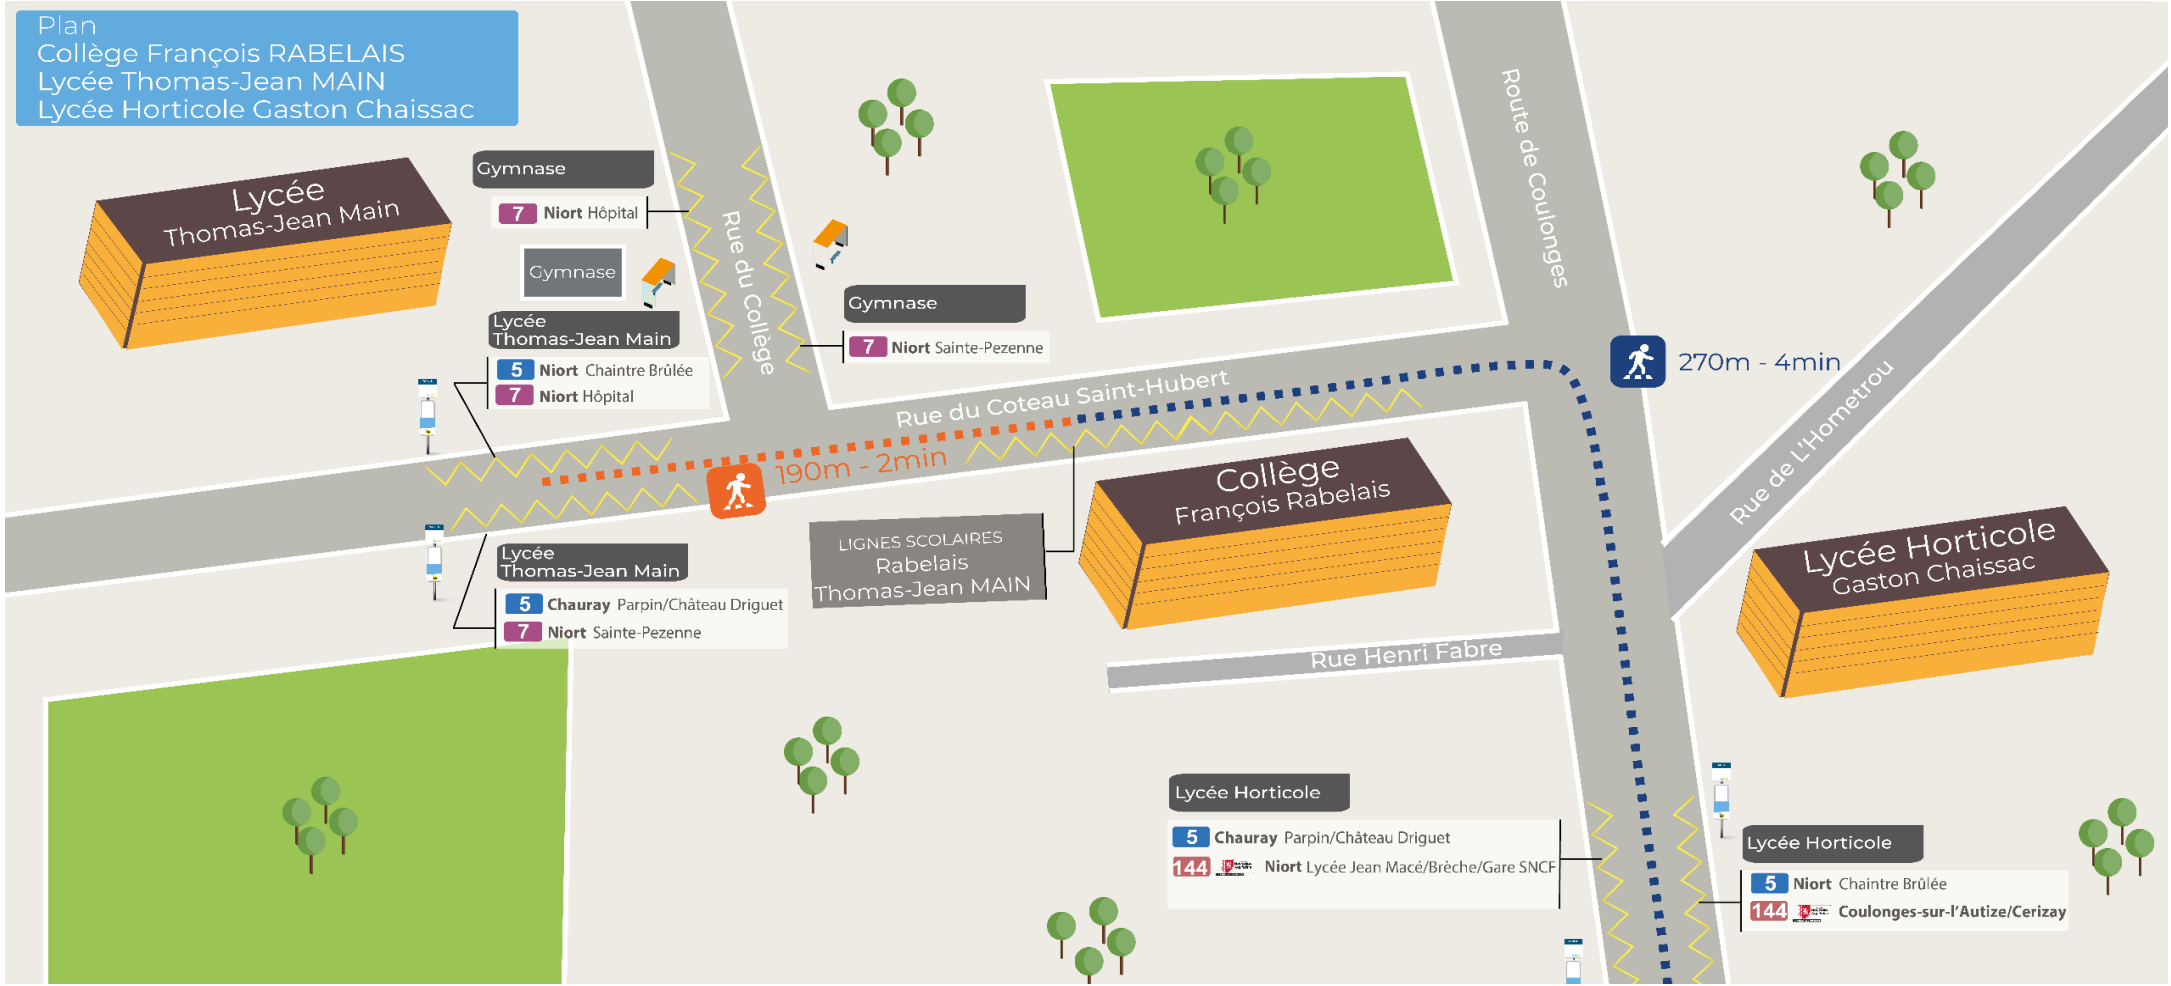 Plan
Collège François RABELAIS
Lycée Thomas-Jean MAIN
Lycée Horticole Gaston Chaissac
Lycée
Thomas-Jean Main
Gymnase
7 Niort Hôpital
Gymnase
Rue du Collège
Gymnase
7 Niort Sainte-Pezenne
Lycée
Thomas-Jean Main
5 Niort Chaintre Brûlée
7 Niort Hôpital
Route de Coulonges
270m - 4min
Rue de L'Hometrou
Rue du Coteau Saint-Hubert
190m - 2min
Collège
François Rabelais
LIGNES SCOLAIRES
Rabelais
Thomas-Jean MAIN
Lycée Horticole
Gaston Chaissac
Lycée
Thomas-Jean Main
5 Chauray Parpin/Château Driguet
7 Niort Sainte-Pezenne
Rue Henri Fabre
Lycée Horticole
5 Chauray Parpin/Château Driguet
144 Niort Lycée Jean Macé/Brèche/Gare SNCF
Lycée Horticole
5 Niort Chaintre Brûlée
144 Coulonges-sur-l'Autize/Cerizay